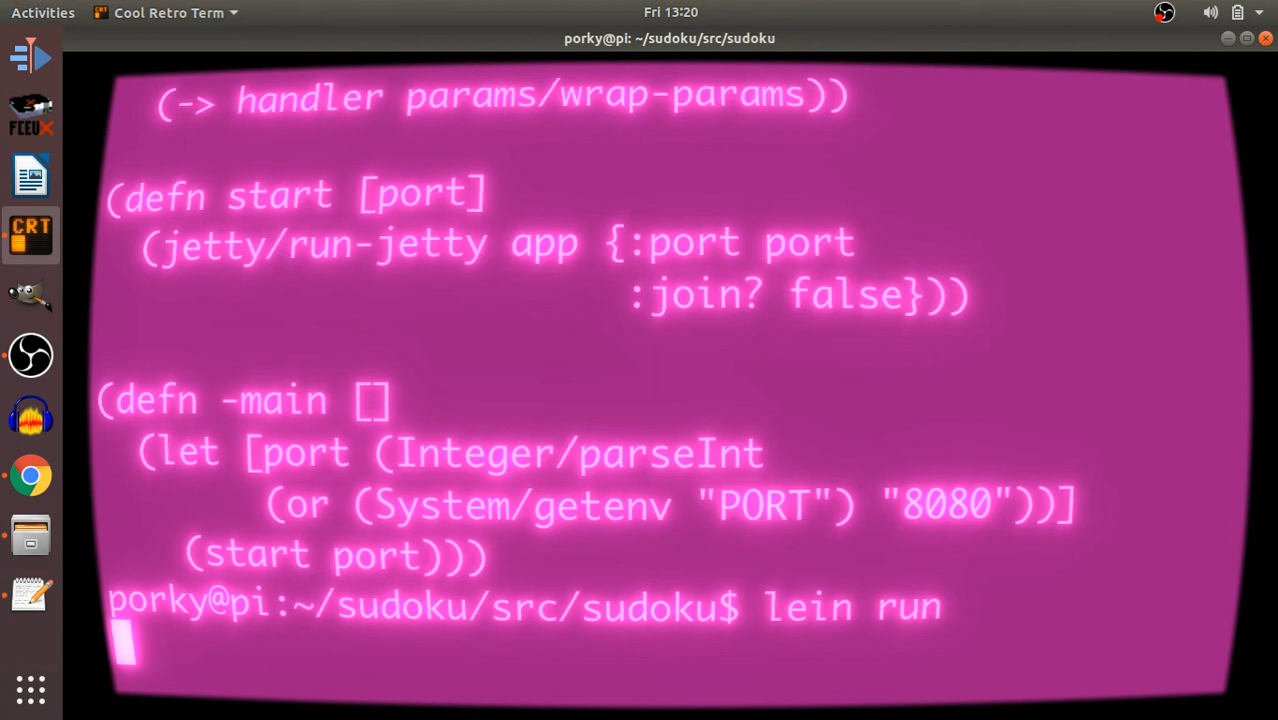 Activities
Cool Retro Term
Fri 13:20
porky@pi: ~/sudoku/src/sudoku
FCEUX
CRT
(-> handler params/wrap-params))
(defn start [port]
(jetty/run-jetty app {:port port
:join? false}))
(defn -main []
(let [port (Integer/parseInt
(or (System/getenv "PORT") "8080"))]
(start port)))
porky@pi:~/sudoku/src/sudoku$ lein run